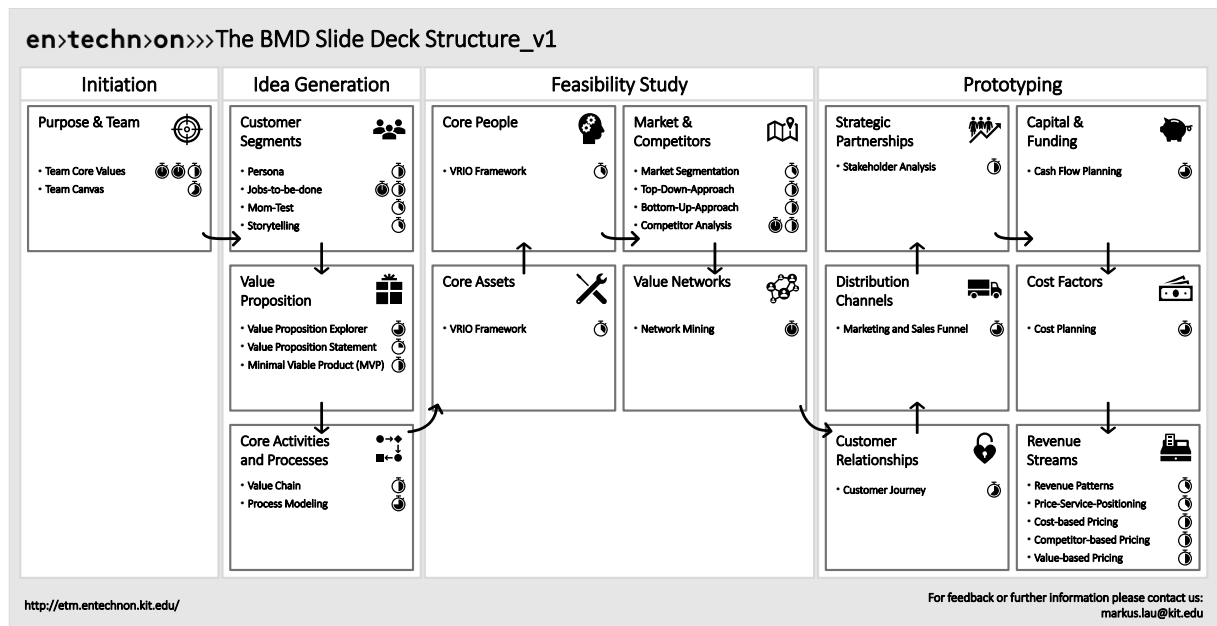 en>techn>on>>>The BMD Slide Deck Structure_v1
Initiation
Purpose & Team
• Team Core Values
• Team Canvas
Idea Generation
Customer
Segments
• Persona
• Jobs-to-be-done
• Mom-Test
• Storytelling
Value
Proposition
• Value Proposition Explorer
• Value Proposition Statement
• Minimal Viable Product (MVP)
Core Activities
and Processes
• Value Chain
• Process Modeling
Feasibility Study
Core People
• VRIO Framework
Market &
Competitors
• Market Segmentation
• Top-Down-Approach
• Bottom-Up-Approach
• Competitor Analysis
Core Assets
• VRIO Framework
Value Networks
• Network Mining
Prototyping
Strategic
Partnerships
• Stakeholder Analysis
Capital &
Funding
• Cash Flow Planning
Distribution
Channels
• Marketing and Sales Funnel
Cost Factors
• Cost Planning
Customer
Relationships
• Customer Journey
Revenue
Streams
• Revenue Patterns
• Price-Service-Positioning
• Cost-based Pricing
• Competitor-based Pricing
• Value-based Pricing
http://etm.entechnon.kit.edu/
For feedback or further information please contact us:
markus.lau@kit.edu